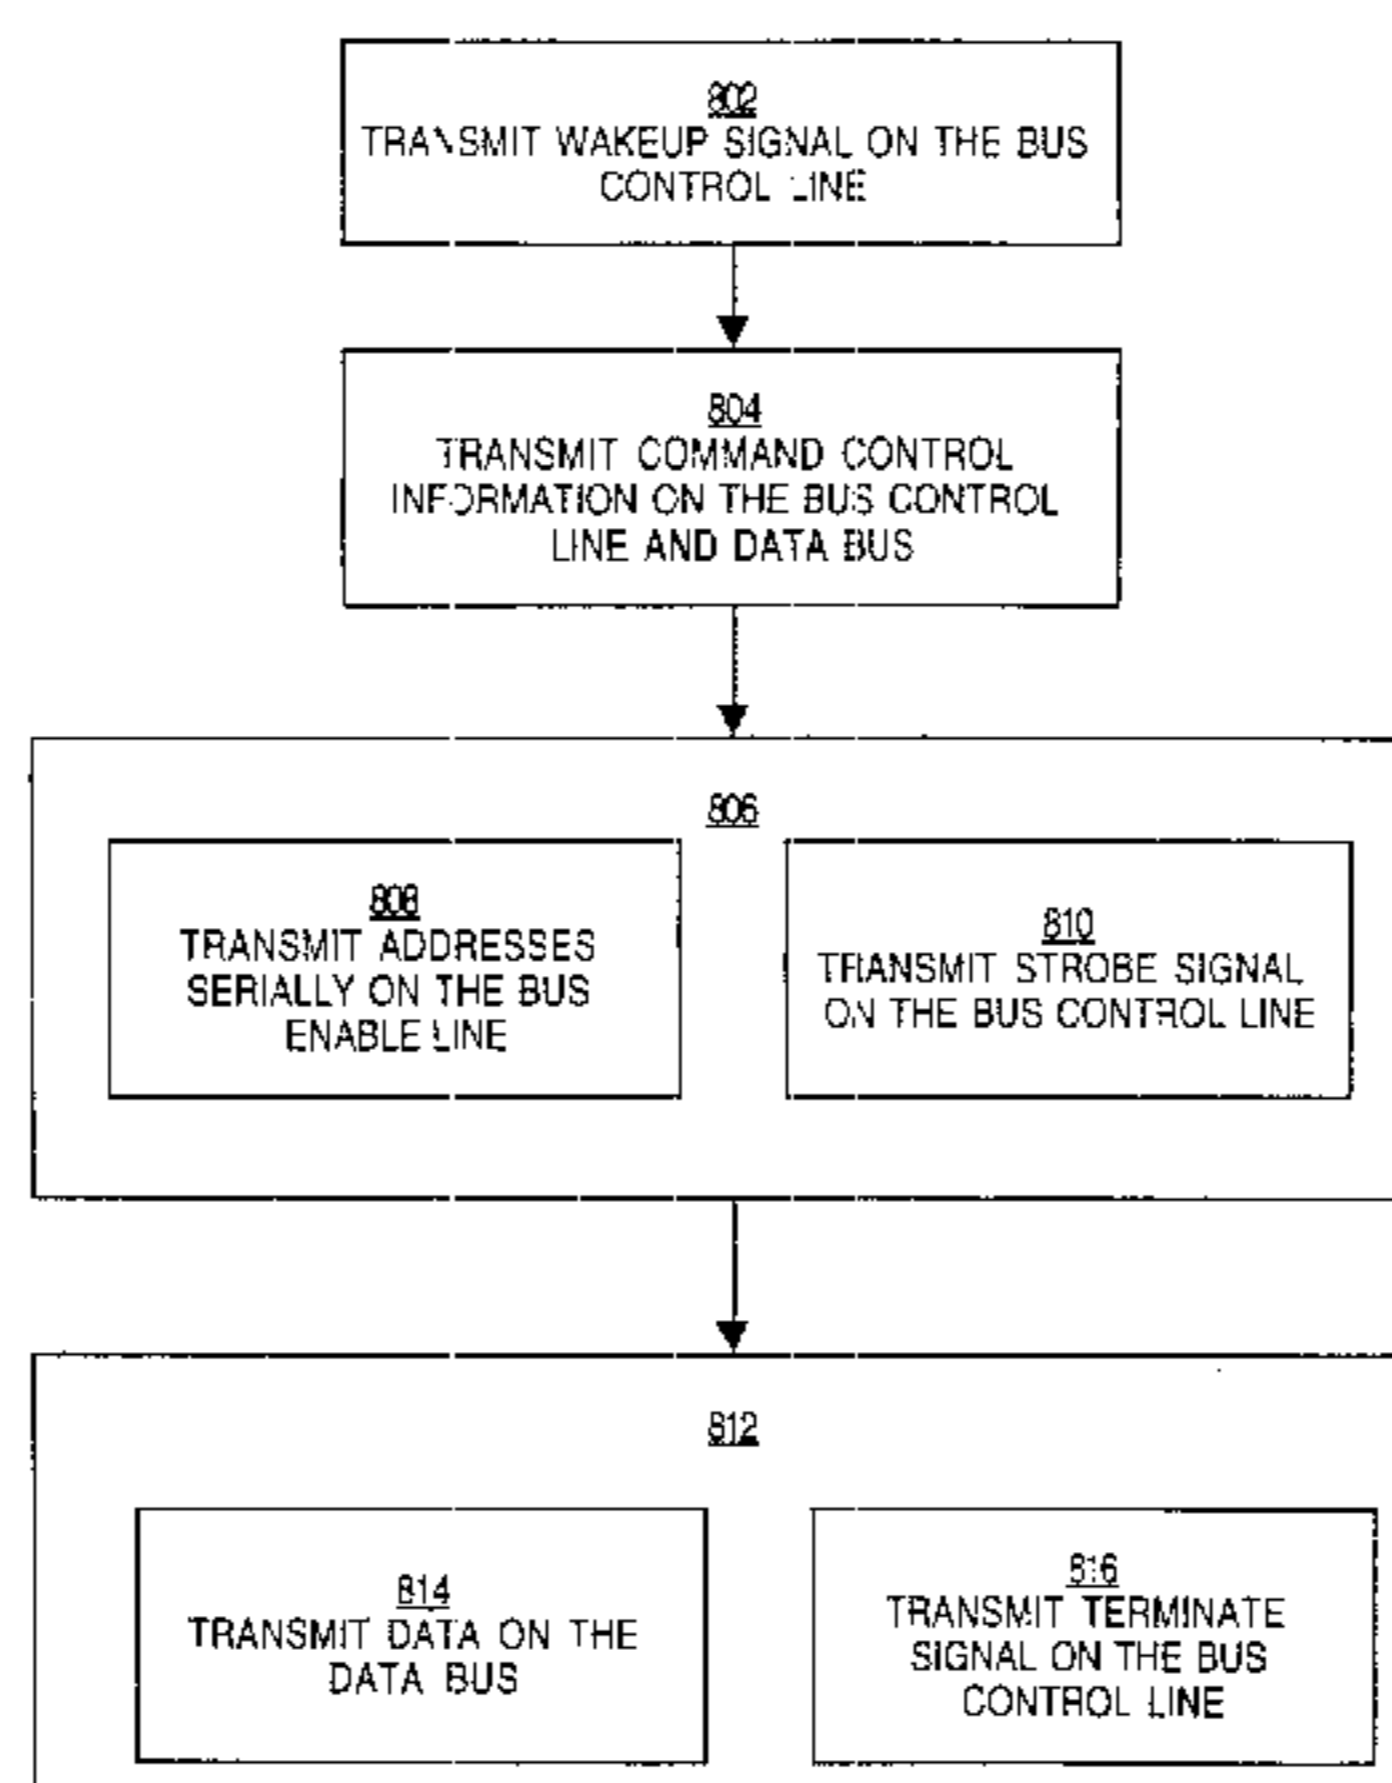 802
TRANSMIT WAKEUP SIGNAL ON THE BUS
CONTROL LINE
804
TRANSMIT COMMAND CONTROL
INFORMATION ON THE BUS CONTROL
LINE AND DATA BUS
806
808
TRANSMIT ADDRESSES
SERIALLY ON THE BUS
ENABLE LINE
810
TRANSMIT STROBE SIGNAL
ON THE BUS CONTROL LINE
812
814
TRANSMIT DATA ON THE
DATA BUS
816
TRANSMIT TERMINATE
SIGNAL ON THE BUS
CONTROL LINE